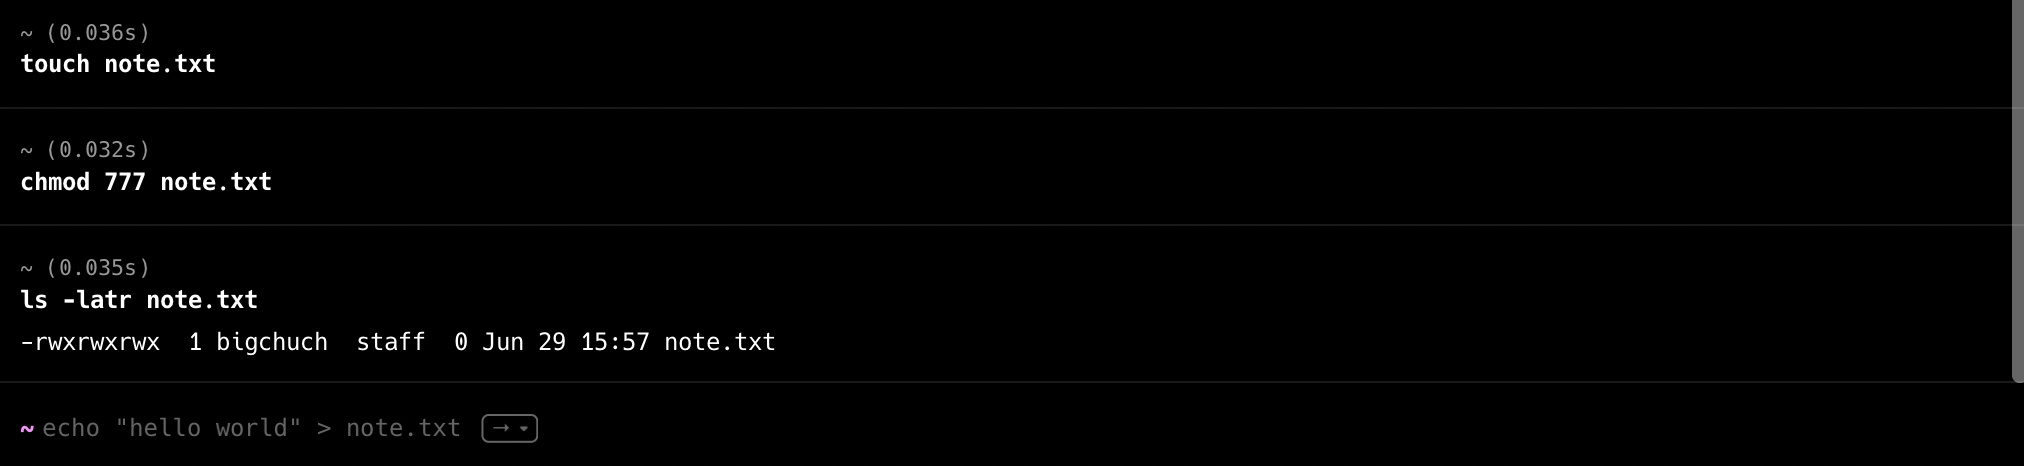 ~ (0.036s)
touch note.txt
~ (0.032s)
chmod 777 note.txt
~ (0.035s)
ls -latr note.txt
-rwxrwxrwx  1 bigchuch  staff  0 Jun 29 15:57 note.txt
~ echo "hello world" > note.txt →